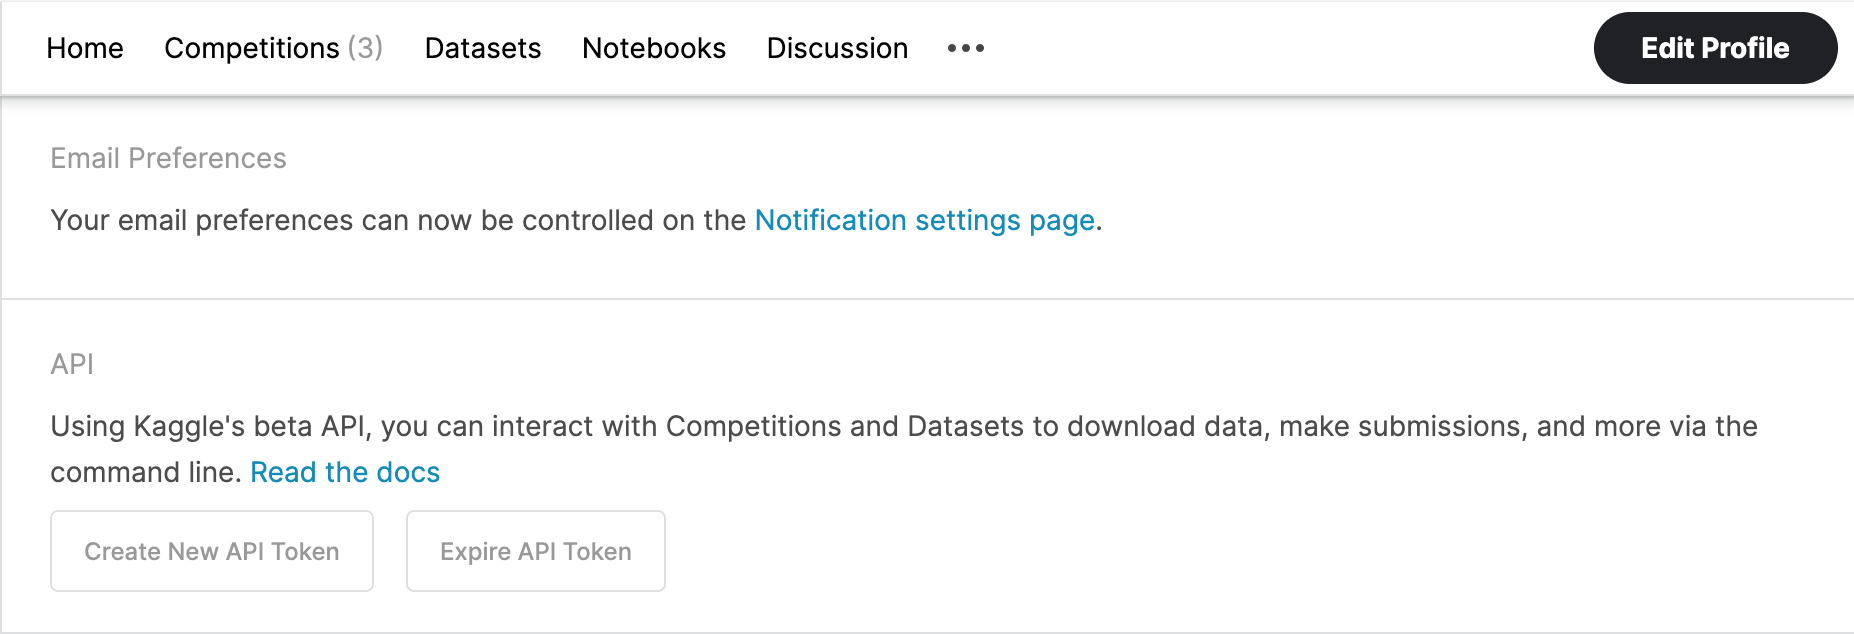 Home Competitions (3) Datasets Notebooks Discussion ••• Edit Profile
Email Preferences
Your email preferences can now be controlled on the Notification settings page.
API
Using Kaggle's beta API, you can interact with Competitions and Datasets to download data, make submissions, and more via the
command line. Read the docs
Create New API Token Expire API Token